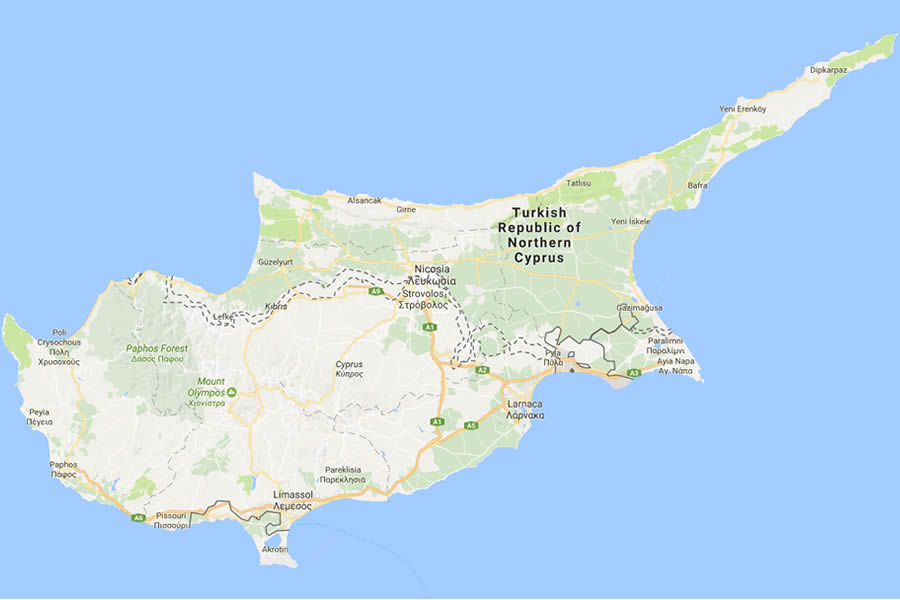 Dipkarpaz
Yeni Erenköy
Tatlısu
Bafra
Alsancak
Girne
Turkish
Republic of
Northern
Cyprus
Yeni İskele
Güzelyurt
Nicosia
Λευκωσία
Strovolos
Στρόβολος
A9
Kıbrıs
Lefke
Gazimağusa
A1
Poli
Crysochous
Πόλη
Χρυσοχούς
Paphos Forest
Δάσος Πάφου
Cyprus
Κύπρος
Pyla
Πύλα
Paralimni
Παραλίμνι
Ayia Napa
Αγ. Νάπα
A2
A3
Mount
Olympos
Χιονίστρα
Larnaca
Λάρνακα
Peyia
Πέγεια
A1
A5
Paphos
Πάφος
Pareklisia
Παρεκλησιά
Limassol
Λεμεσός
A6
Pissouri
Πισσούρι
Akrotiri